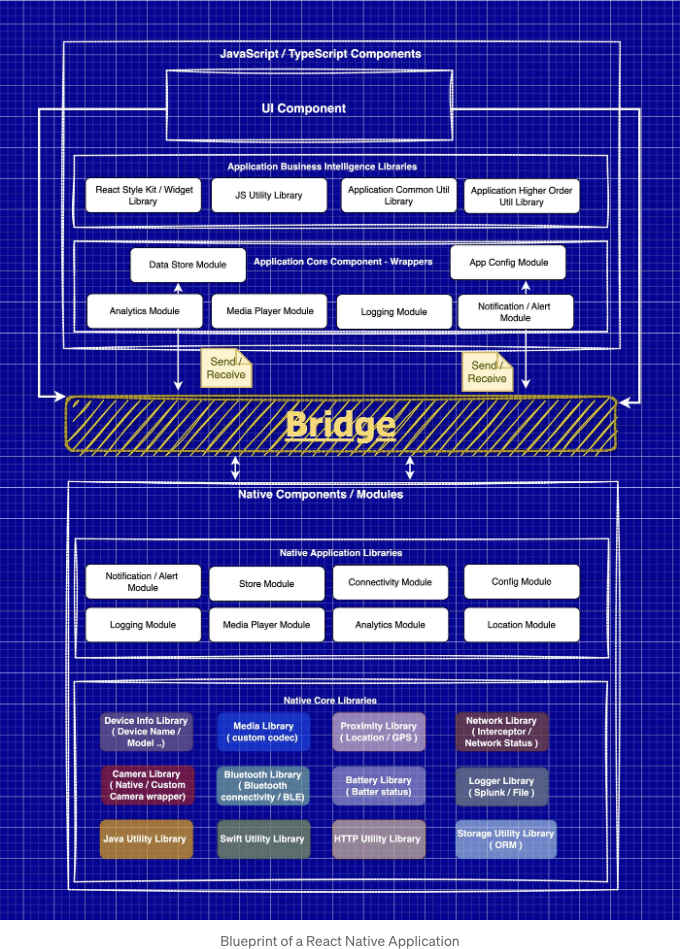 JavaScript / TypeScript Components
UI Component
Application Business Intelligence Libraries
React Style Kit / Widget
Library
JS Utility Library
Application Common Util
Library
Application Higher Order
Util Library
Data Store Module
Application Core Component - Wrappers
App Config Module
Analytics Module
Media Player Module
Logging Module
Notification / Alert
Module
Send /
Receive
Send /
Receive
Bridge
Native Components / Modules
Native Application Libraries
Notification / Alert
Module
Store Module
Connectivity Module
Config Module
Logging Module
Media Player Module
Analytics Module
Location Module
Native Core Libraries
Device Info Library
( Device Name /
Model ..)
Media Library
( custom codec)
Proximity Library
( Location / GPS )
Network Library
( Interceptor /
Network Status )
Camera Library
( Native / Custom
Camera wrapper)
Bluetooth Library
( Bluetooth
connectivity / BLE)
Battery Library
( Batter status)
Logger Library
( Splunk / File )
Java Utility Library
Swift Utility Library
HTTP Utility Library
Storage Utility Library
( ORM )
Blueprint of a React Native Application